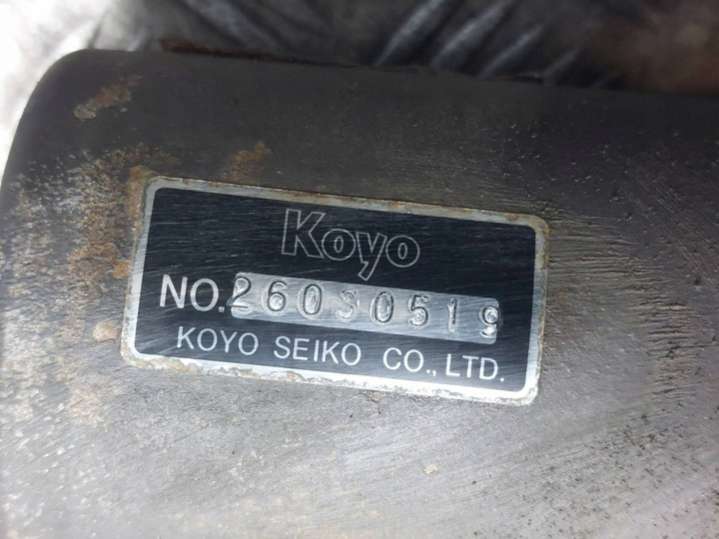 Koyo
NO.26030519
KOYO SEIKO CO., LTD.